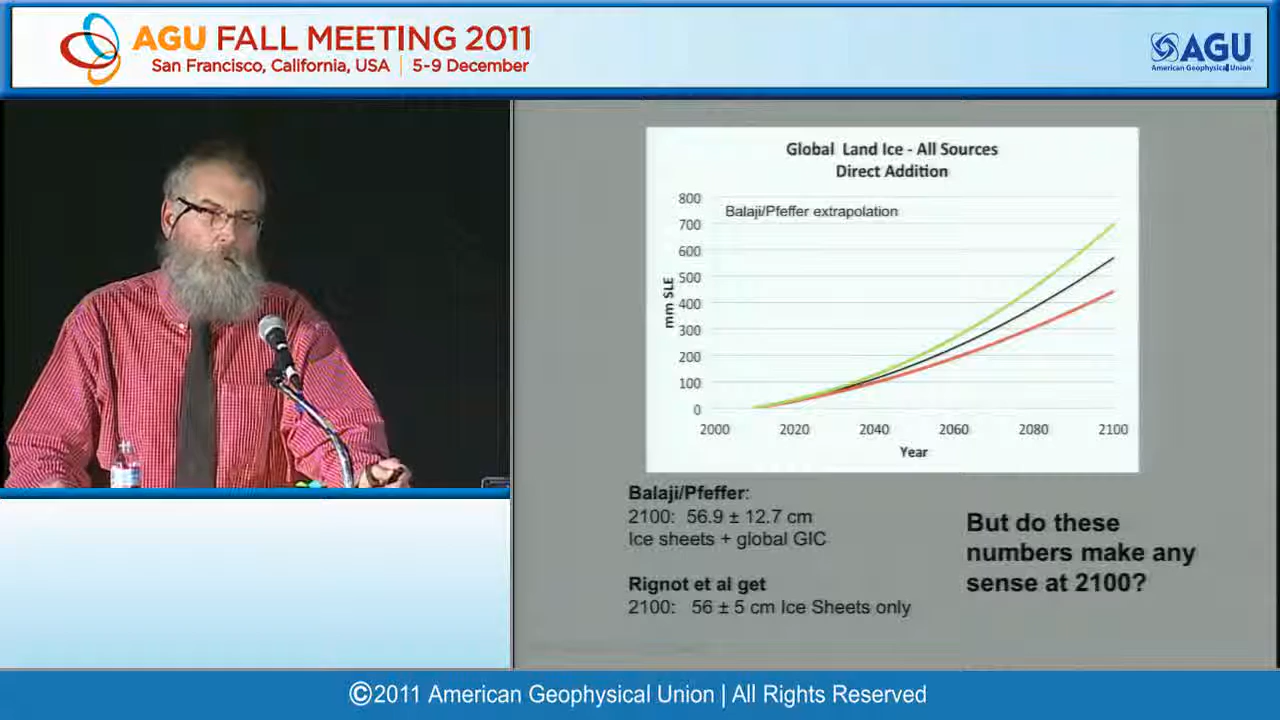 AGU FALL MEETING 2011
San Francisco, California, USA | 5-9 December
AGU
American Geophysical Union
Global Land Ice - All Sources
Direct Addition
Balaji/Pfeffer extrapolation
800
700
600
500
400
300
200
100
0
mm SLE
2000 2020 2040 2060 2080 2100
Year
Balaji/Pfeffer:
2100: 56.9 ± 12.7 cm
Ice sheets + global GIC
Rignot et al get
2100: 56 ± 5 cm Ice Sheets only
But do these
numbers make any
sense at 2100?
©2011 American Geophysical Union | All Rights Reserved